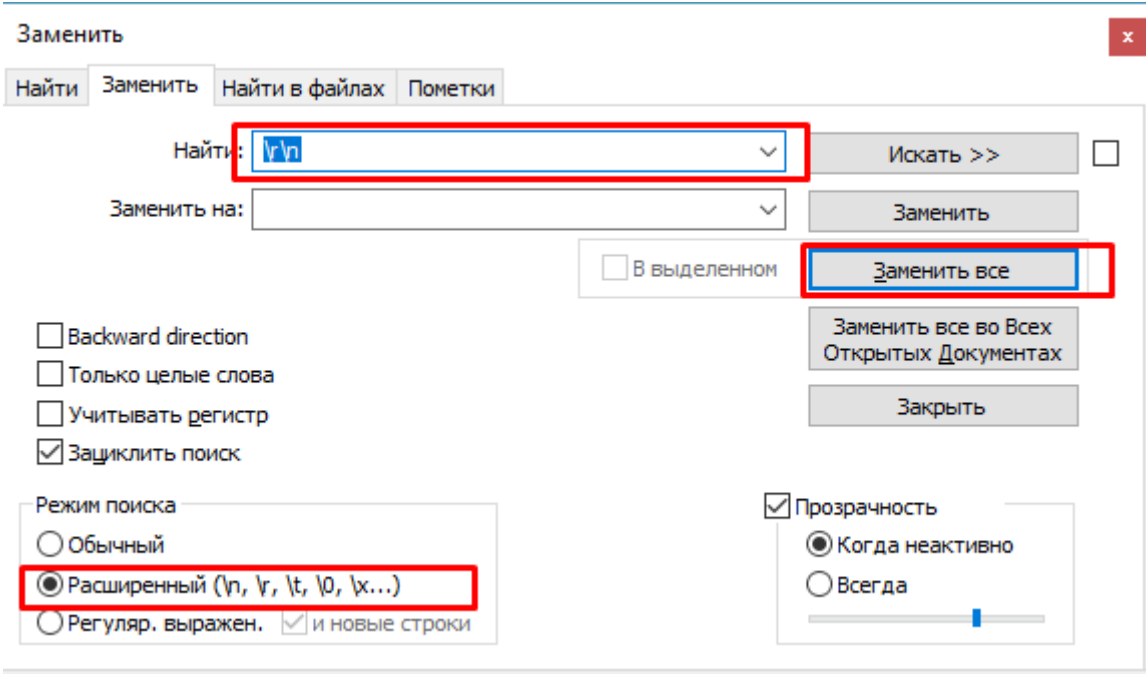 Заменить
x
Найти Заменить Найти в файлах Пометки
Найти: \r\n Искать >>
Заменить на: Заменить
В выделенном Заменить все
Backward direction Заменить все во Всех
Открытых Документах
Только целые слова
Учитывать регистр Закрыть
Зациклить поиск
Режим поиска Прозрачность
Обычный Когда неактивно
Расширенный (\n, \r, \t, \0, \x...) Всегда
Регуляр. выражен. и новые строки